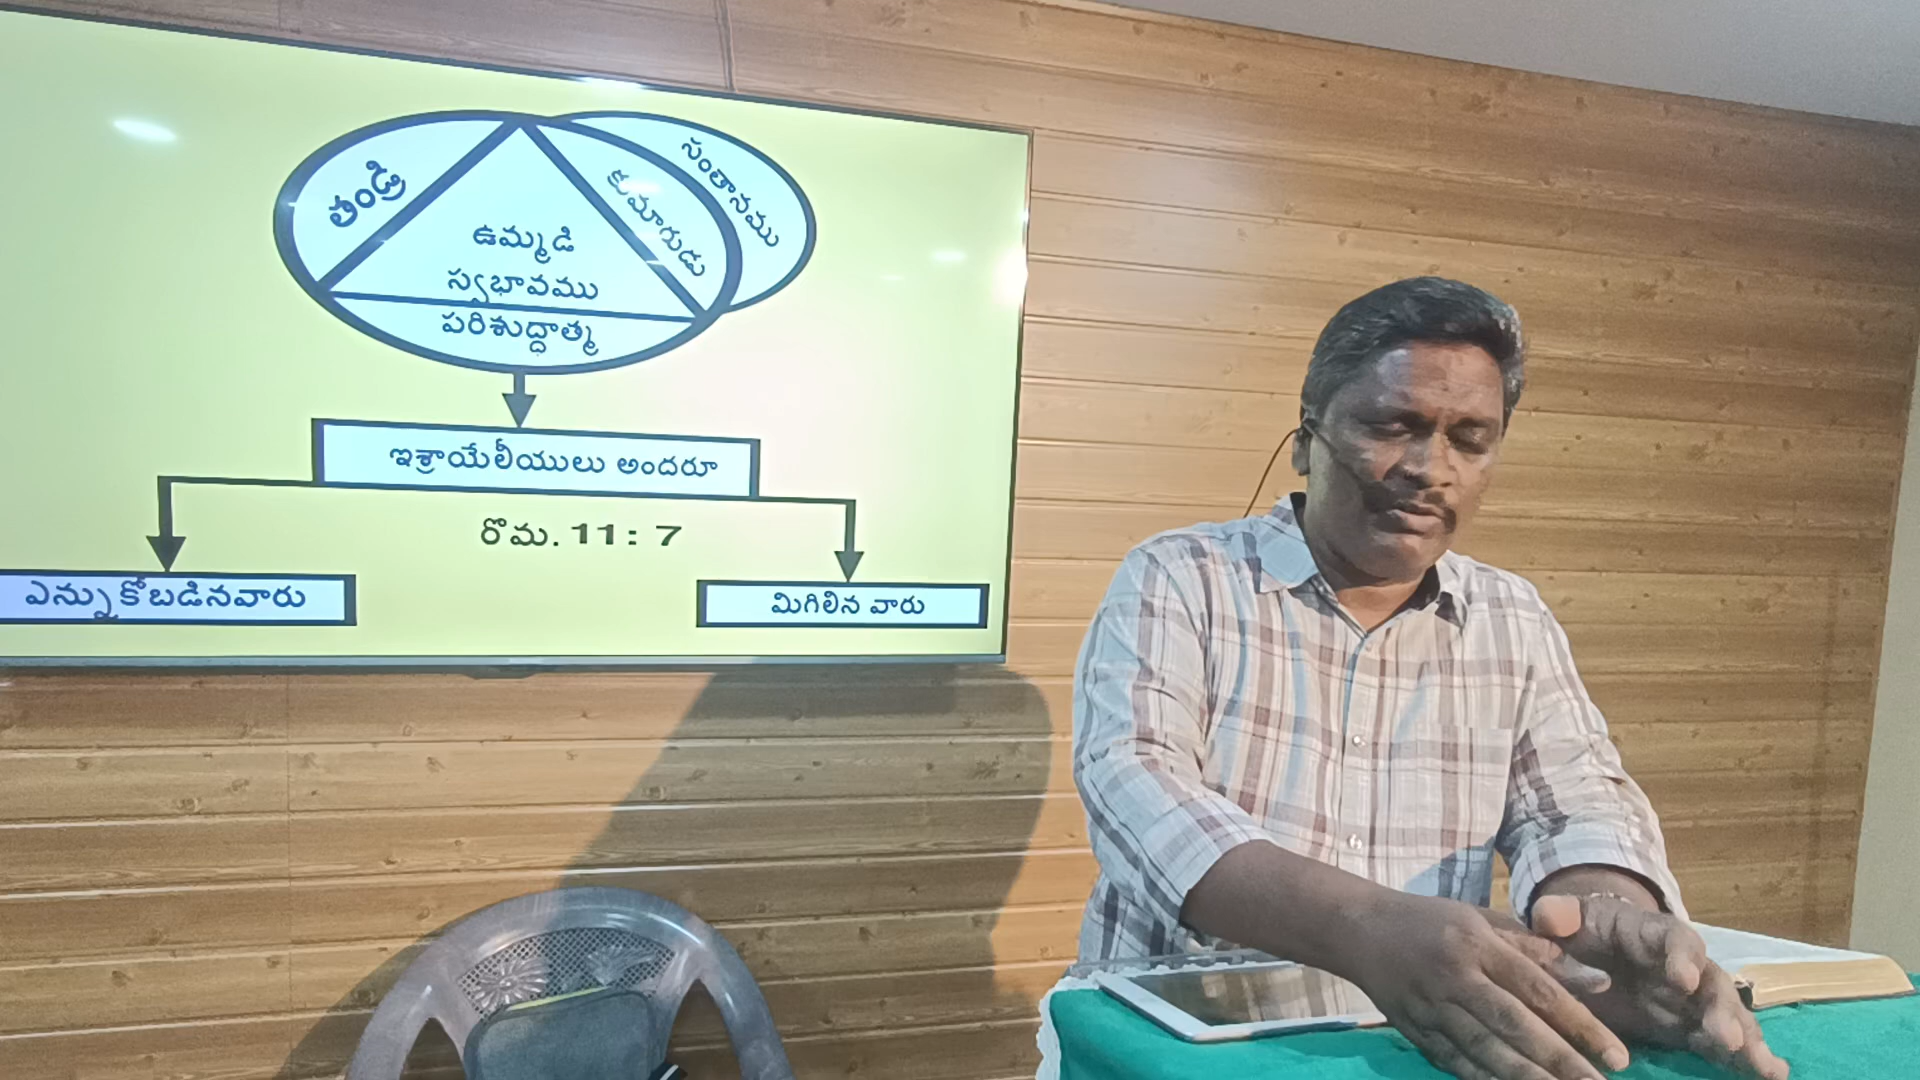 తండ్రి
సంతానము
కుమారుడు
ఉమ్మడి
స్వభావము
పరిశుద్ధాత్మ
ఇశ్రాయేలీయులు అందరూ
రోమ. 11: 7
ఎన్నుకోబడినవారు
మిగిలిన వారు